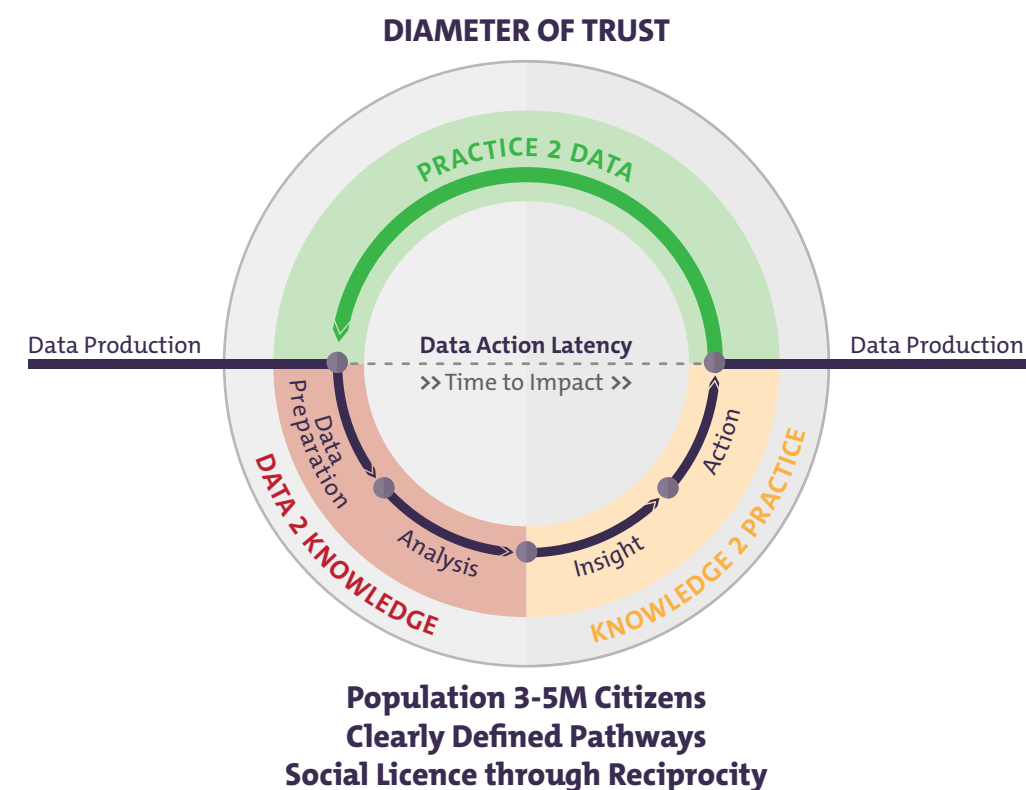 DIAMETER OF TRUST
PRACTICE 2 DATA
Data Production
Data Action Latency
Data Production
>> Time to Impact >>
Data
Preparation
Action
DATA 2 KNOWLEDGE
Analysis
Insight
KNOWLEDGE 2 PRACTICE
Population 3-5M Citizens
Clearly Defined Pathways
Social Licence through Reciprocity